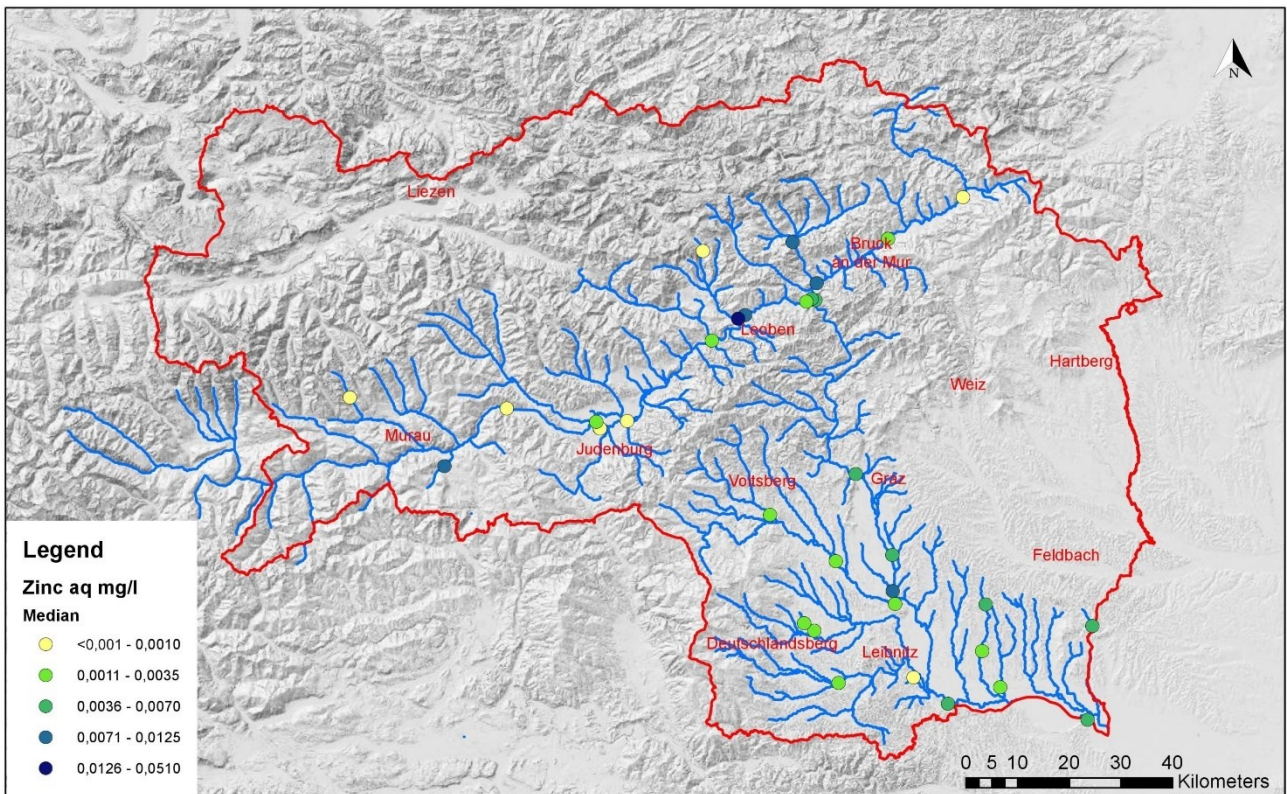 N
Liezen
Bruck
an der Mur
Leoben
Hartberg
Weiz
Murau
Judenburg
Voitsberg
Graz
Feldbach
Deutschlandsberg
Leibnitz
Legend
Zinc aq mg/l
Median
<0,001 - 0,0010
0,0011 - 0,0035
0,0036 - 0,0070
0,0071 - 0,0125
0,0126 - 0,0510
0 5 10 20 30 40
Kilometers